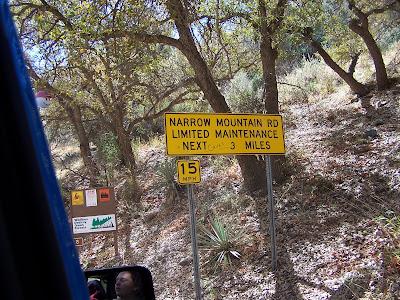 NARROW MOUNTAIN RD
LIMITED MAINTENANCE
NEXT 3 MILES
15
MPH